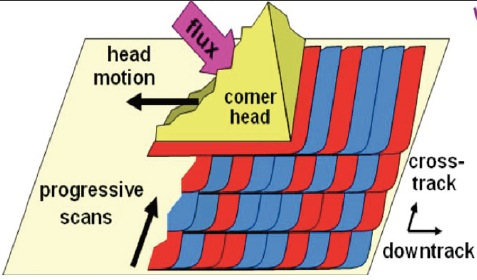 flux
head
motion
corner
head
progressive
scans
cross-
track
downtrack